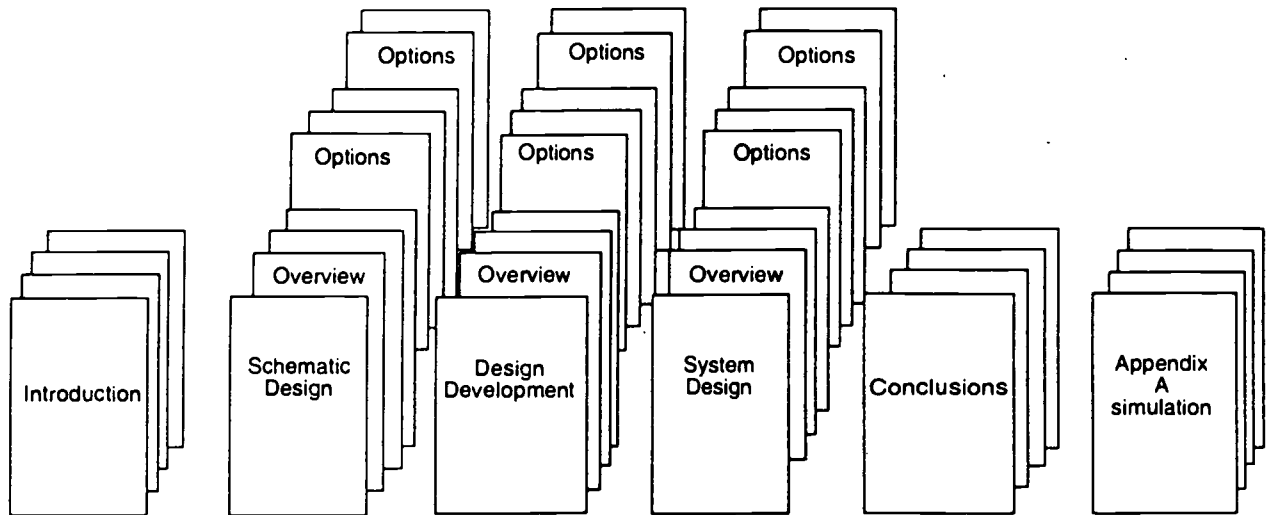 Options
Options
Options
Options
Options
Options
Overview
Overview
Overview
Introduction
Schematic
Design
Design
Development
System
Design
Conclusions
Appendix
A
simulation